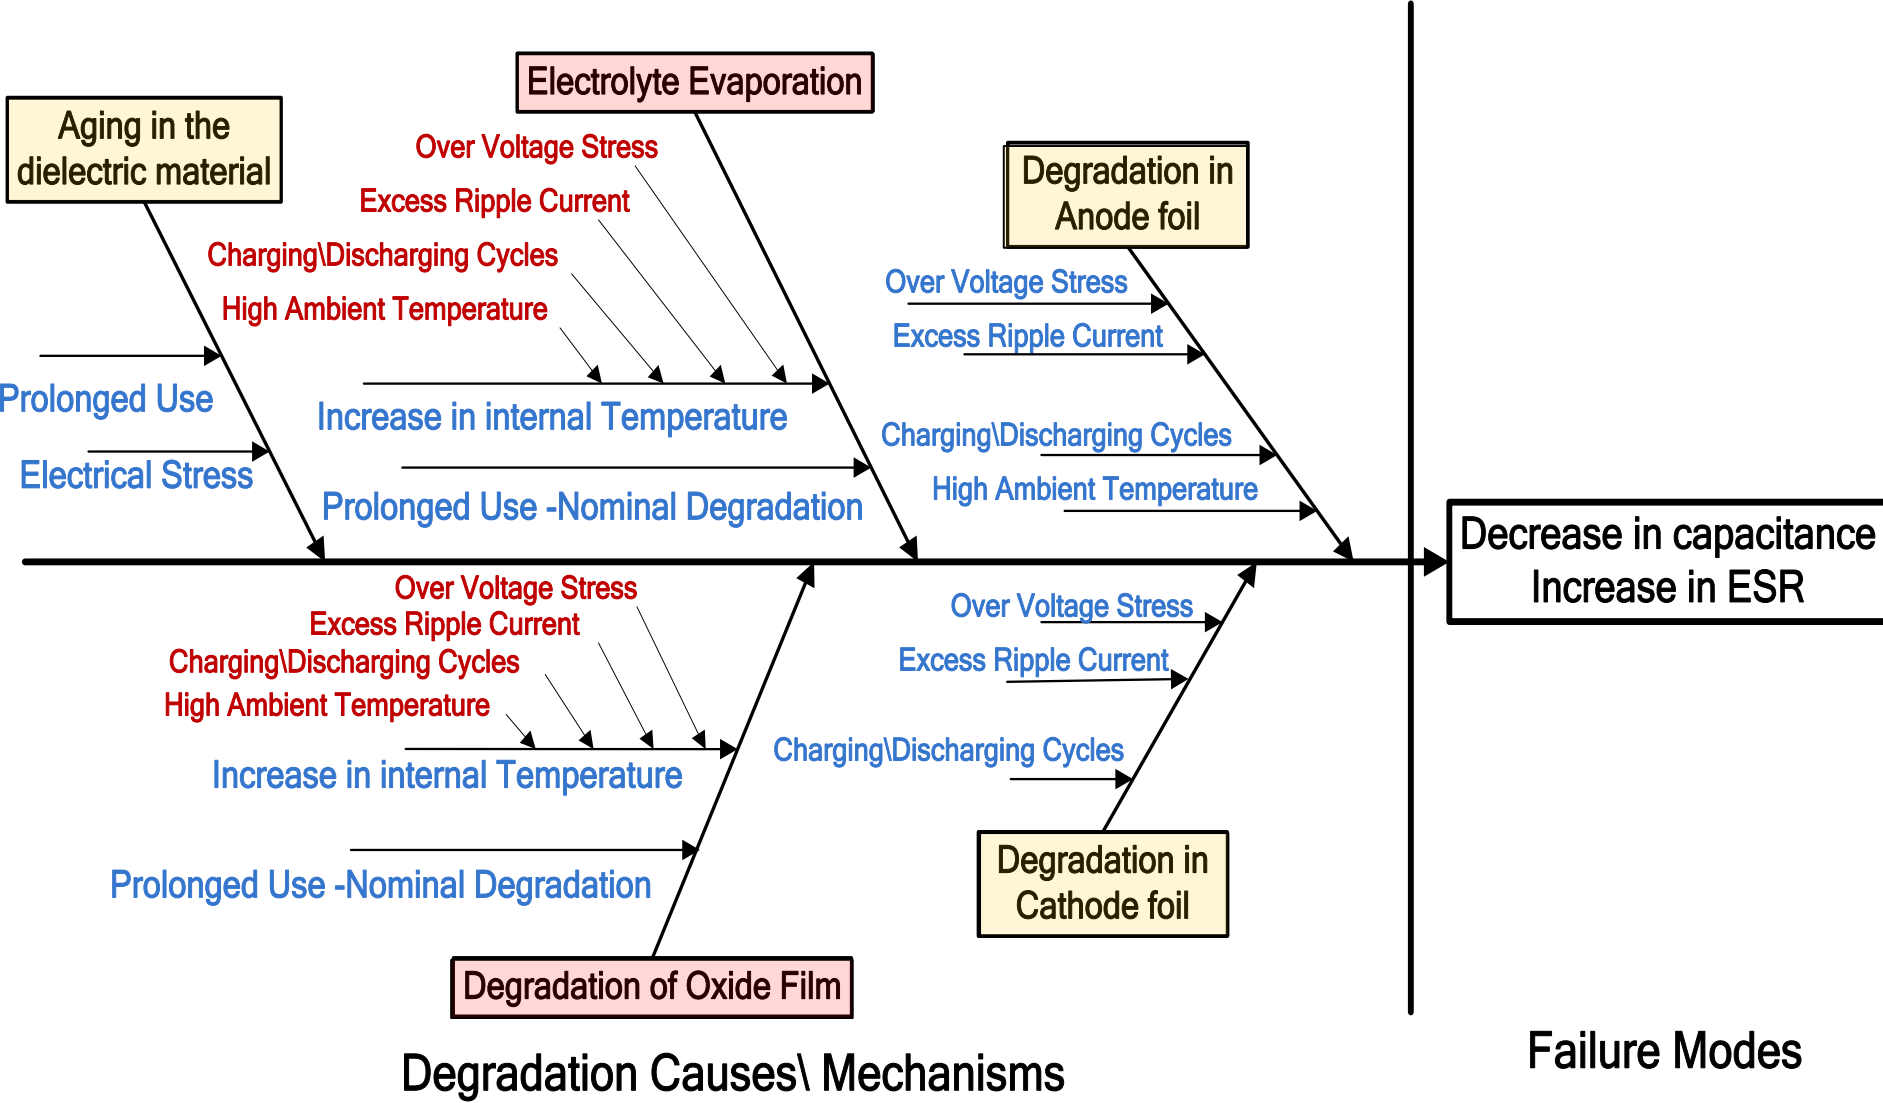 Electrolyte Evaporation
Aging in the
dielectric material
Over Voltage Stress
Excess Ripple Current
Charging\Discharging Cycles
High Ambient Temperature
Degradation in
Anode foil
Over Voltage Stress
Excess Ripple Current
Prolonged Use
Increase in internal Temperature
Charging\Discharging Cycles
Electrical Stress
Prolonged Use -Nominal Degradation
High Ambient Temperature
Decrease in capacitance
Increase in ESR
Over Voltage Stress
Excess Ripple Current
Charging\Discharging Cycles
High Ambient Temperature
Increase in internal Temperature
Prolonged Use -Nominal Degradation
Over Voltage Stress
Excess Ripple Current
Charging\Discharging Cycles
Degradation in
Cathode foil
Degradation of Oxide Film
Degradation Causes\ Mechanisms
Failure Modes